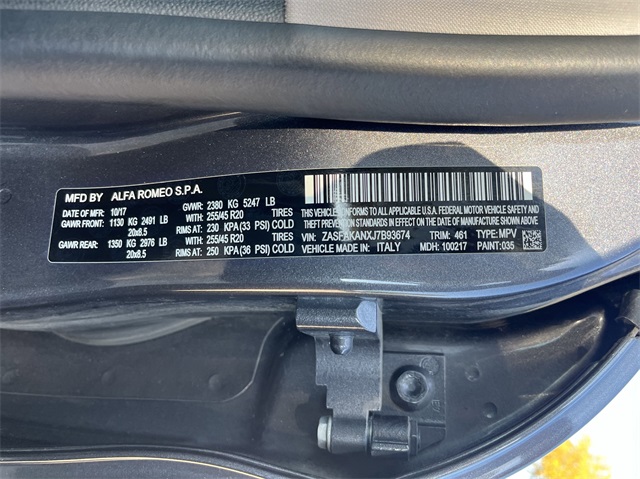 MFD BY ALFA ROMEO S.P.A.
DATE OF MFR: 10/17 GVWR: 2380 KG 5247 LB
GAWR FRONT: 1130 KG 2491 LB 255/45 R20 TIRES
20x8.5 RIMS AT: 230 KPA(33 PSI) COLD
GAWR REAR: 1350 KG 2976 LB 255/45 R20 TIRES
20x8.5 RIMS AT: 250 KPA(36 PSI) COLD
THIS VEHICLE CONFORMS TO ALL APPLICABLE U.S.A. FEDERAL MOTOR VEHICLE SAFETY
BUMPER AND THEFT PREVENTION STANDARDS IN EFFECT ON THE DATE OF MFR SHOWN ABOVE
VIN: ZASFAKANXJ7B93674 TRIM: 461 TYPE: MPV
VEHICLE MADE IN: ITALY MDH: 100217 PAINT: 035